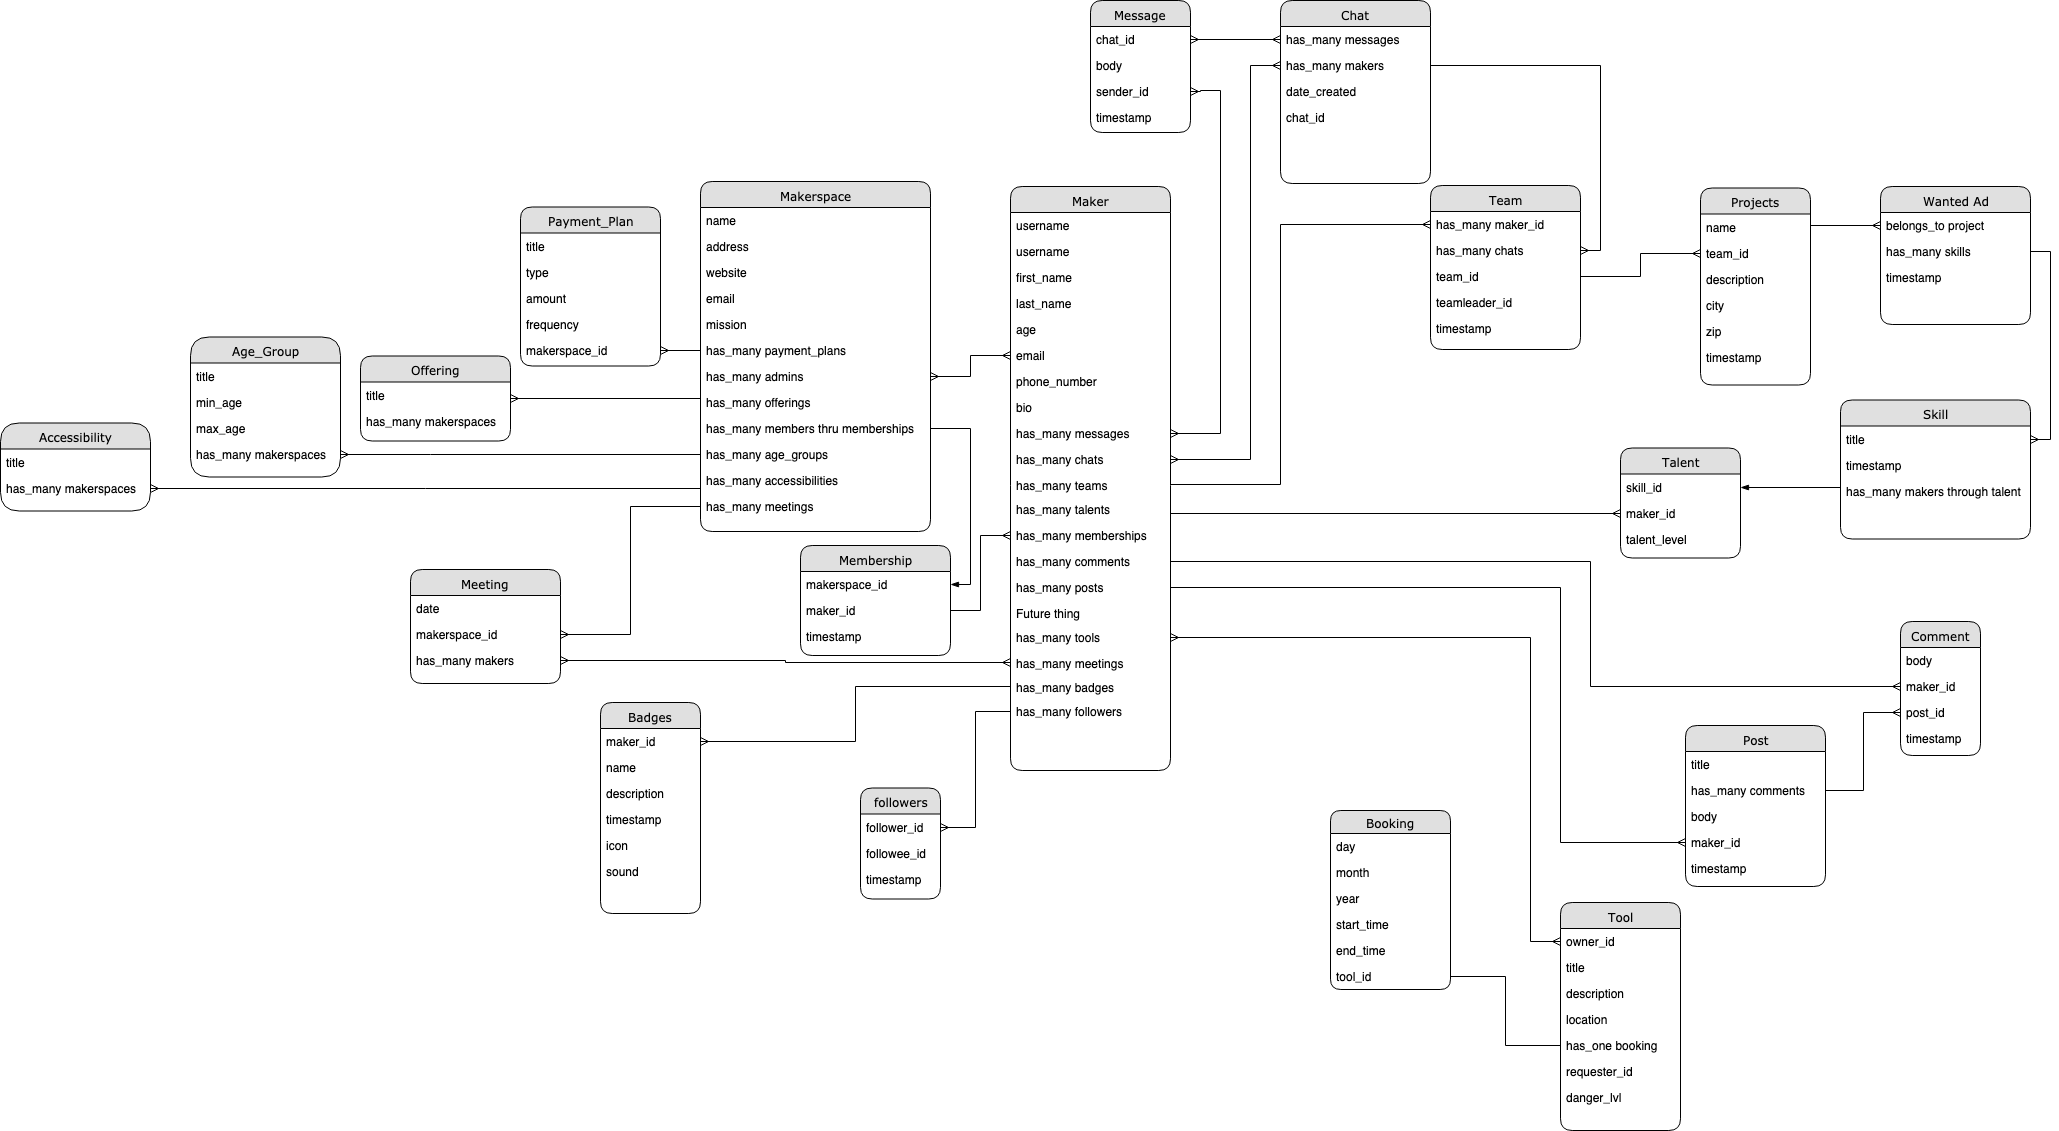 Message
chat_id
body
sender_id
timestamp
Chat
has_many messages
has_many makers
date_created
chat_id
Makerspace
name
address
website
email
mission
has_many payment_plans
has_many admins
has_many offerings
has_many members thru memberships
has_many age_groups
has_many accessibilities
has_many meetings
Maker
username
username
first_name
last_name
age
email
phone_number
bio
has_many messages
has_many chats
has_many teams
has_many talents
has_many memberships
has_many comments
has_many posts
Future thing
has_many tools
has_many meetings
has_many badges
has_many followers
Team
has_many maker_id
has_many chats
team_id
teamleader_id
timestamp
Projects
name
team_id
description
city
zip
timestamp
Wanted Ad
belongs_to project
has_many skills
timestamp
Payment_Plan
title
type
amount
frequency
makerspace_id
Age_Group
title
min_age
max_age
has_many makerspaces
Offering
title
has_many makerspaces
Accessibility
title
has_many makerspaces
Skill
title
timestamp
has_many makers through talent
Talent
skill_id
maker_id
talent_level
Membership
makerspace_id
maker_id
timestamp
Meeting
date
makerspace_id
has_many makers
Comment
body
maker_id
post_id
timestamp
Badges
maker_id
name
description
timestamp
icon
sound
Post
title
has_many comments
body
maker_id
timestamp
followers
follower_id
followee_id
timestamp
Booking
day
month
year
start_time
end_time
tool_id
Tool
owner_id
title
description
location
has_one booking
requester_id
danger_lvl